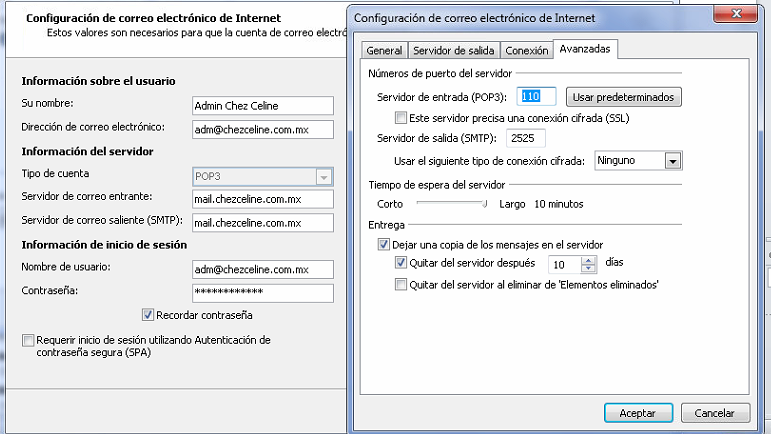 Configuración de correo electrónico de Internet
Estos valores son necesarios para que la cuenta de correo electró
Información sobre el usuario
Su nombre:
Admin Chez Celine
Dirección de correo electrónico:
adm@chezceline.com.mx
Información del servidor
Tipo de cuenta
POP3
Servidor de correo entrante:
mail.chezceline.com.mx
Servidor de correo saliente (SMTP):
mail.chezceline.com.mx
Información de inicio de sesión
Nombre de usuario:
adm@chezceline.com.mx
Contraseña:
************
Recordar contraseña
Requerir inicio de sesión utilizando Autenticación de
contraseña segura (SPA)
Configuración de correo electrónico de Internet
General
Servidor de salida
Conexión
Avanzadas
Números de puerto del servidor
Servidor de entrada (POP3):
110
Usar predeterminados
Este servidor precisa una conexión cifrada (SSL)
Servidor de salida (SMTP):
2525
Usar el siguiente tipo de conexión cifrada:
Ninguno
Tiempo de espera del servidor
Corto
Largo
10 minutos
Entrega
Dejar una copia de los mensajes en el servidor
Quitar del servidor después
10
días
Quitar del servidor al eliminar de 'Elementos eliminados'
Aceptar
Cancelar